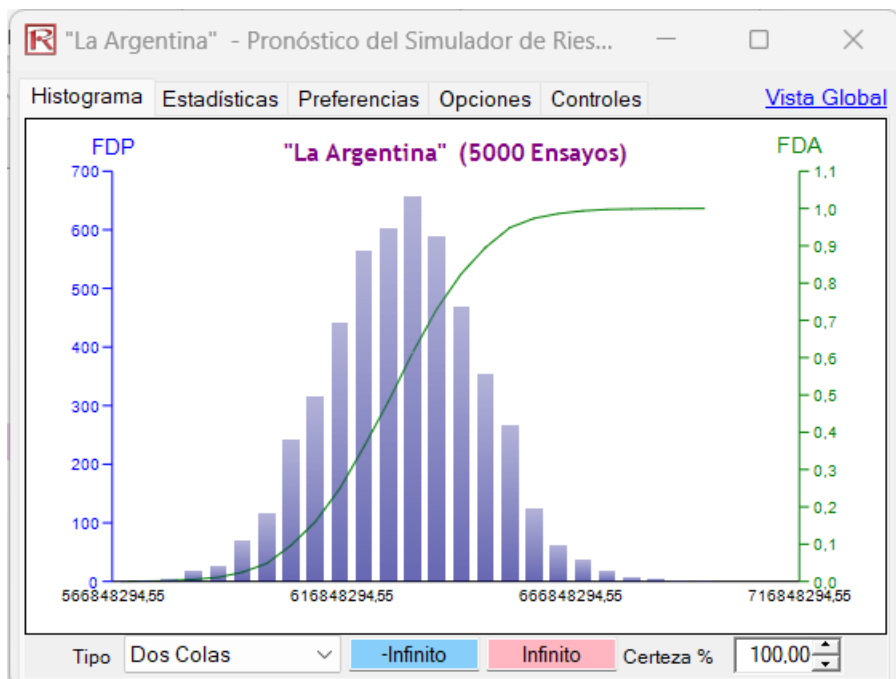 "La Argentina" - Pronóstico del Simulador de Ries...
Histograma Estadísticas Preferencias Opciones Controles Vista Global
FDP "La Argentina" (5000 Ensayos) FDA
700 1,1
600 1,0
500 0,9
400 0,8
300 0,7
200 0,6
100 0,5
0 0,4
0,3
0,2
0,1
0,0
566848294,55 616848294,55 666848294,55 716848294,55
Tipo Dos Colas -Infinito Infinito Certeza % 100,00